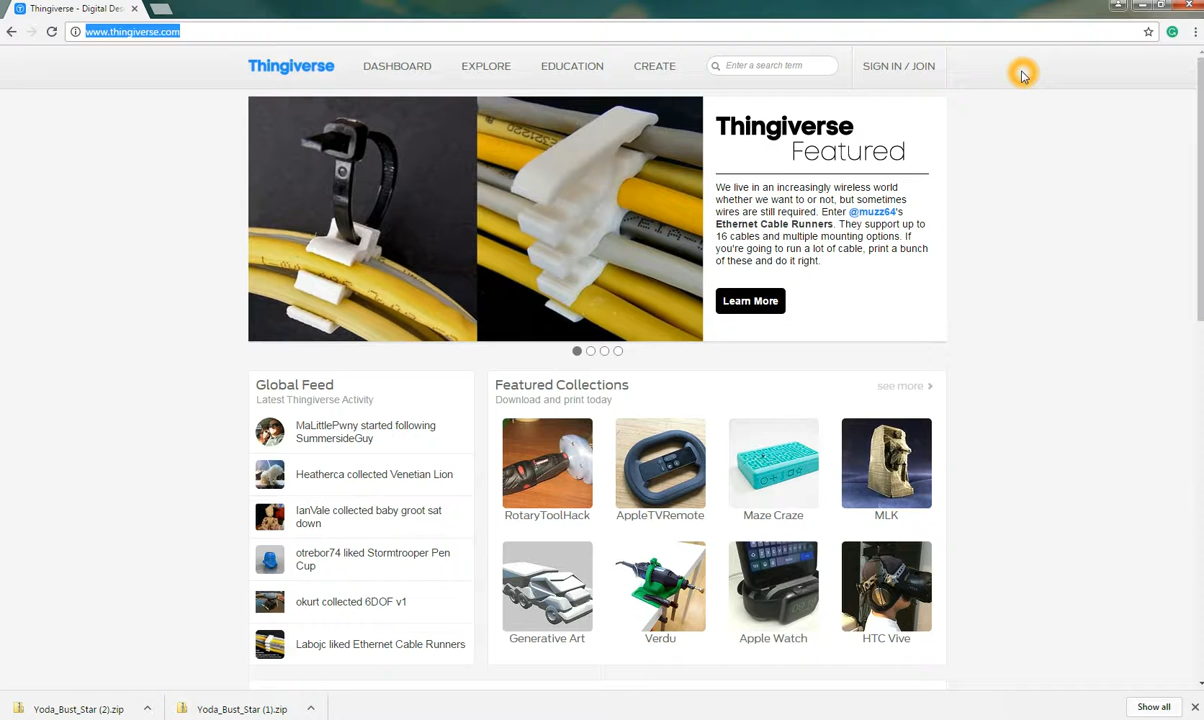 Thingiverse - Digital Des
www.thingiverse.com
Thingiverse DASHBOARD EXPLORE EDUCATION CREATE Enter a search term SIGN IN / JOIN
Thingiverse
Featured
We live in an increasingly wireless world
whether we want to or not, but sometimes
wires are still required. Enter @muzz64's
Ethernet Cable Runners. They support up to
16 cables and multiple mounting options. If
you're going to run a lot of cable, print a bunch
of these and do it right.
Learn More
Global Feed
Latest Thingiverse Activity
MaLittlePwny started following
SummersideGuy
Heatherca collected Venetian Lion
IanVale collected baby groot sat
down
otrebor74 liked Stormtrooper Pen
Cup
okurt collected 6DOF v1
Labojc liked Ethernet Cable Runners
Featured Collections see more
Download and print today
RotaryToolHack AppleTVRemote Maze Craze MLK
Generative Art Verdu Apple Watch HTC Vive
Yoda_Bust_Star (2).zip Yoda_Bust_Star (1).zip Show all